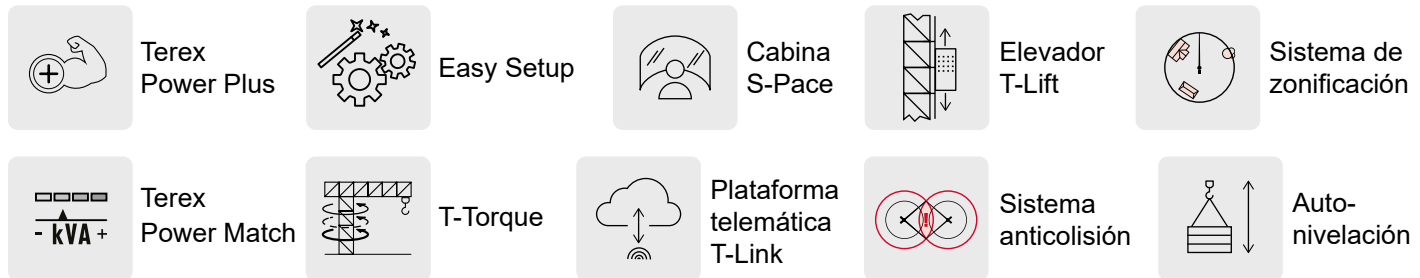 Terex
Power Plus
Easy Setup
Cabina
S-Pace
Elevador
T-Lift
Sistema de
zonificación
- kVA +
Terex
Power Match
T-Torque
Plataforma
telemática
T-Link
!
Sistema
anticolisión
Auto-
nivelación